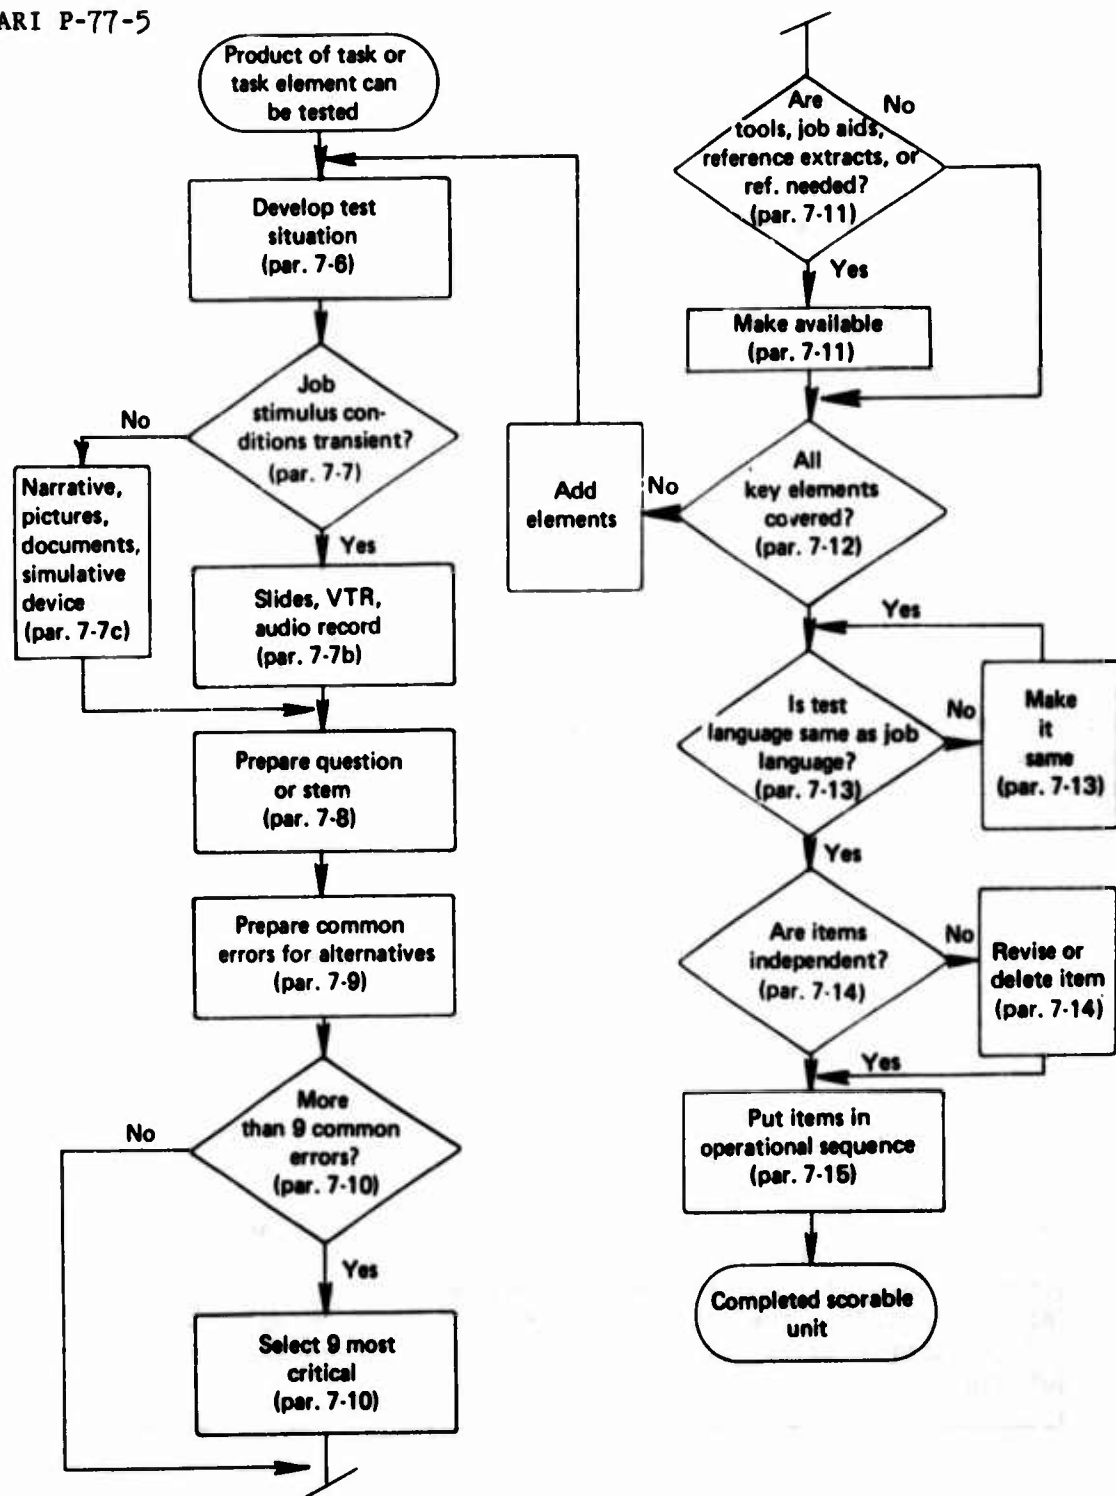 ARI P-77-5
Product of task or
task element can
be tested
Develop test
situation
(par. 7-6)
Job
stimulus con-
ditions transient?
(par. 7-7)
No
Narrative,
pictures,
documents,
simulative
device
(par. 7-7c)
Yes
Slides, VTR,
audio record
(par. 7-7b)
Prepare question
or stem
(par. 7-8)
Prepare common
errors for alternatives
(par. 7-9)
More
than 9 common
errors?
(par. 7-10)
No
Yes
Select 9 most
critical
(par. 7-10)
Are
tools, job aids,
reference extracts, or
ref. needed?
(par. 7-11)
No
Yes
Make available
(par. 7-11)
All
key elements
covered?
(par. 7-12)
No
Add
elements
Yes
Is test
language same as job
language?
(par. 7-13)
No
Make
it
same
(par. 7-13)
Yes
Are items
independent?
(par. 7-14)
No
Revise or
delete item
(par. 7-14)
Yes
Put items in
operational sequence
(par. 7-15)
Completed scorable
unit